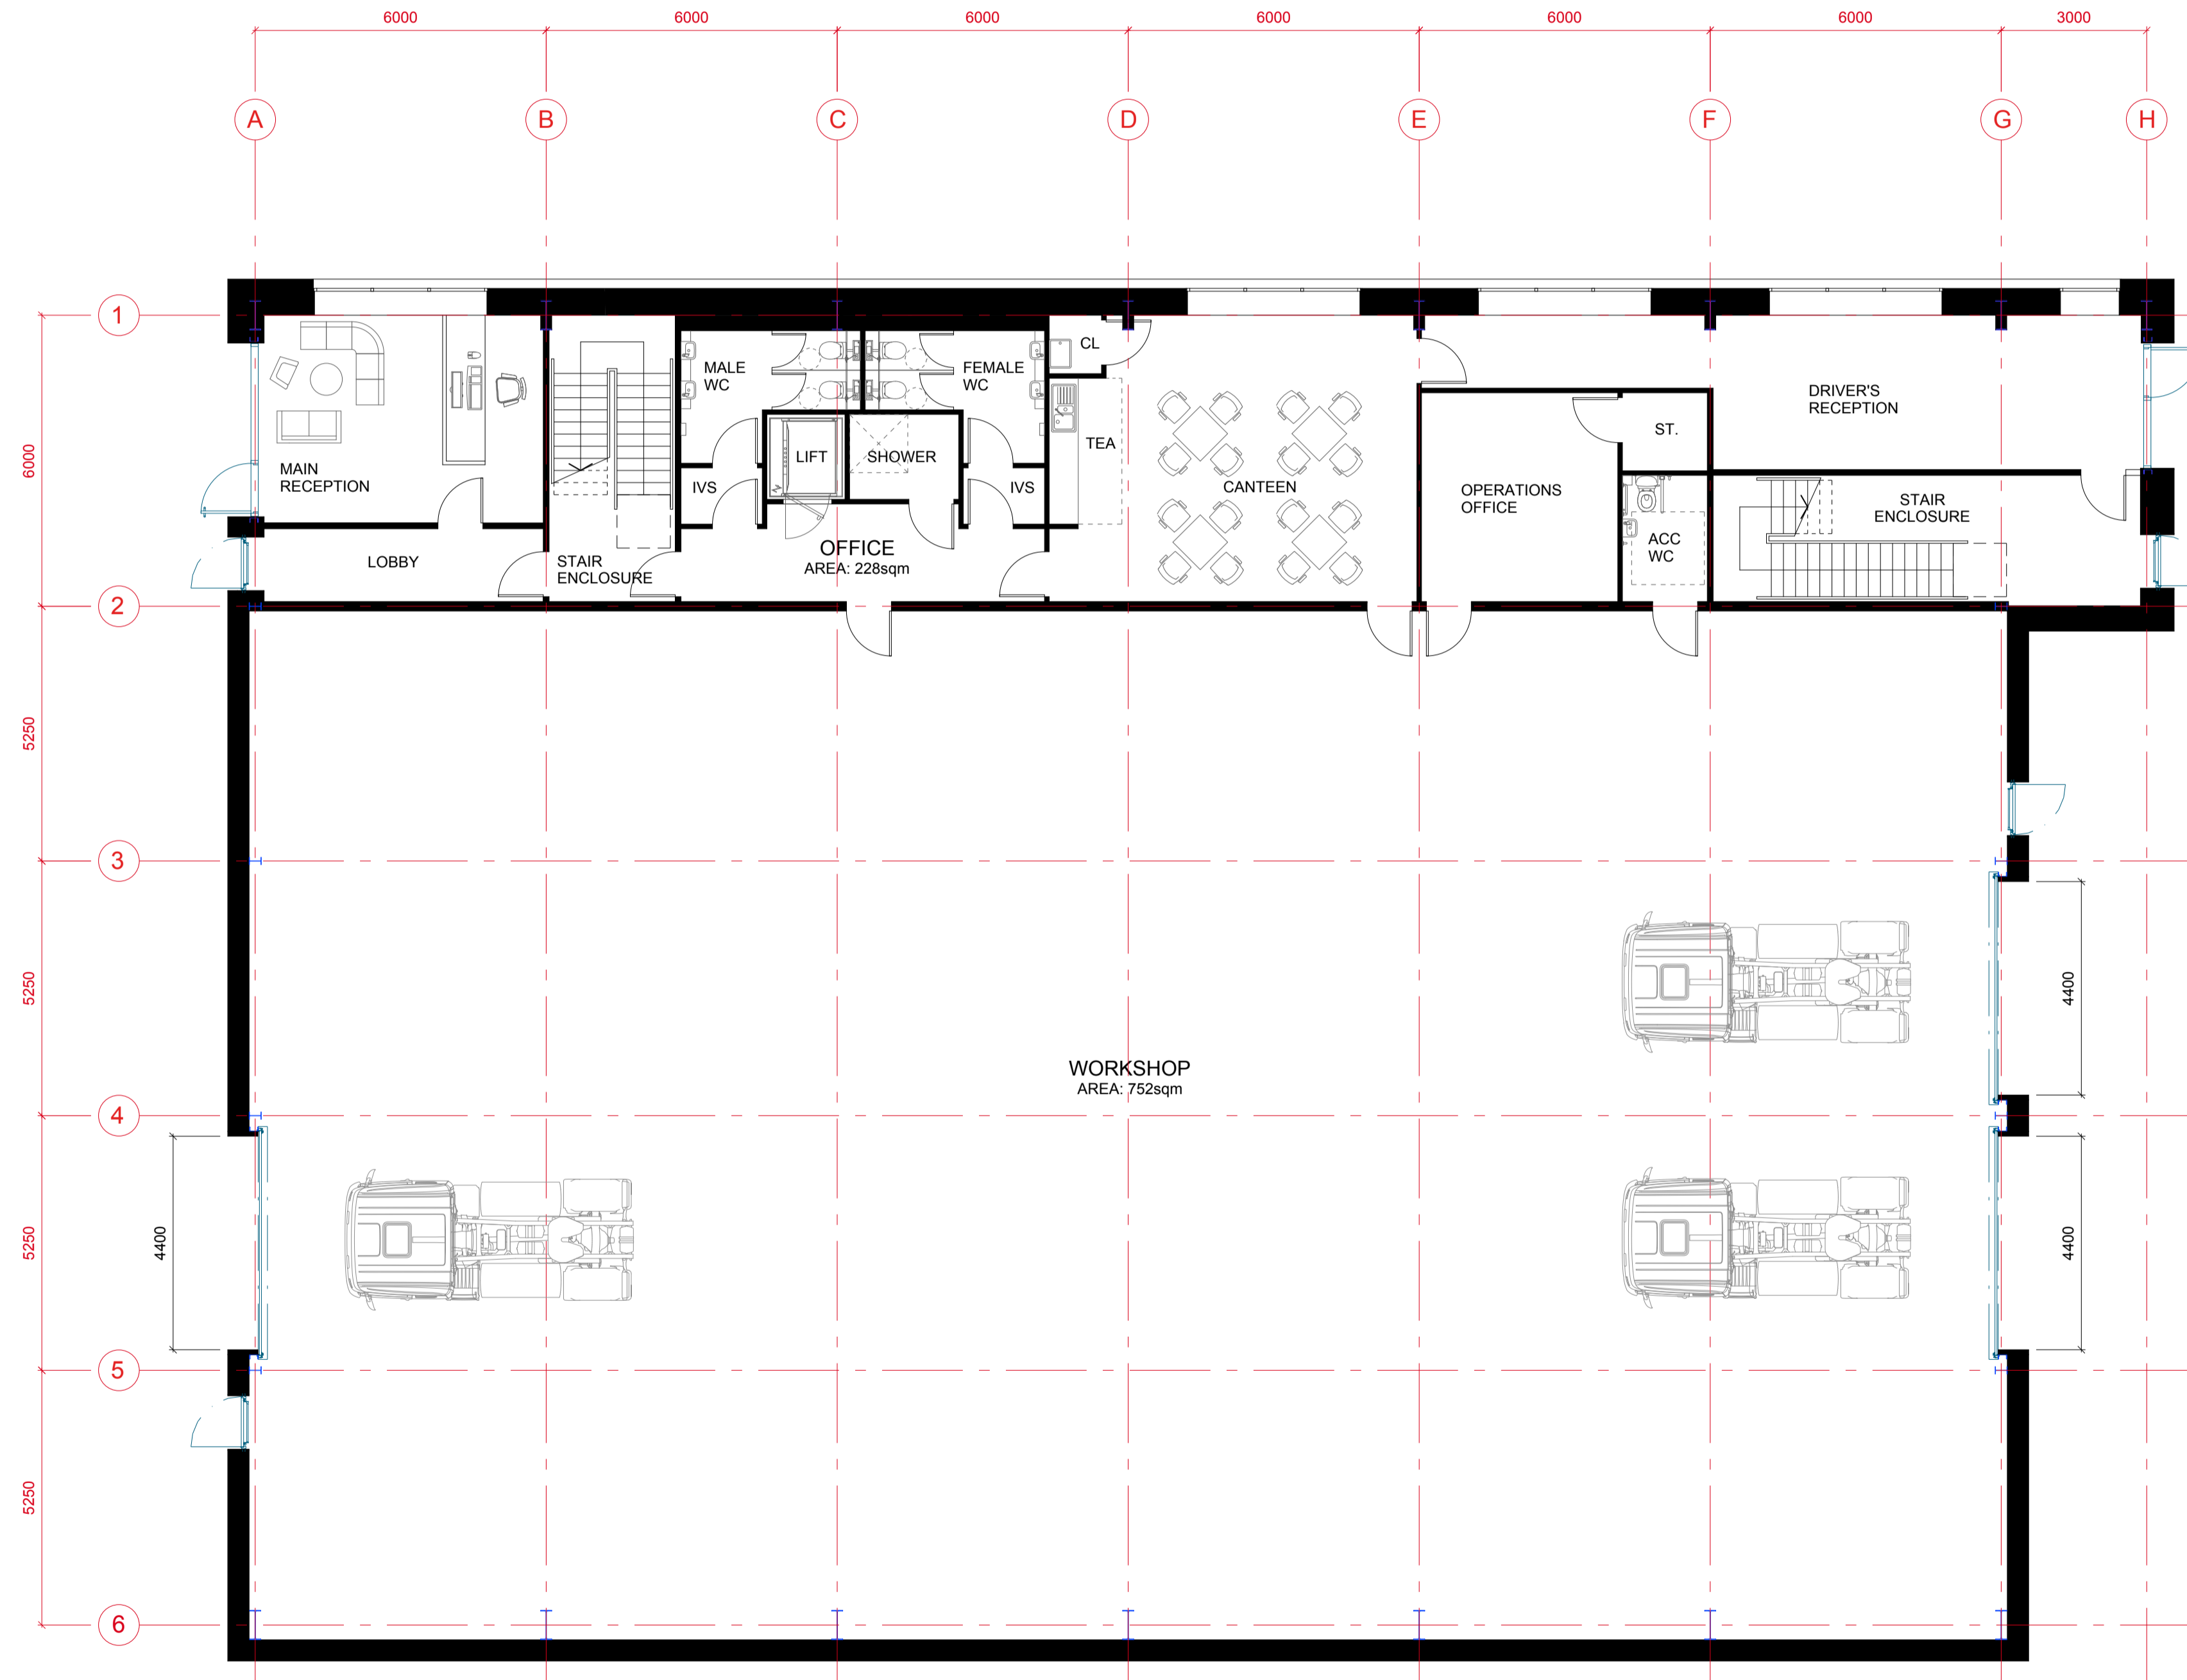 6000 6000 6000 6000 6000 6000 3000
A B C D E F G H
1
CL
MALE
WC
FEMALE
WC
DRIVER'S
RECEPTION
ST.
TEA
LIFT
SHOWER
6000
MAIN
RECEPTION
IVS
IVS
CANTEEN
OPERATIONS
OFFICE
STAIR
ENCLOSURE
ACC
WC
OFFICE
AREA: 228sqm
LOBBY
STAIR
ENCLOSURE
2
5250
3
5250
4400
WORKSHOP
AREA: 752sqm
4
5250
4400
4400
5
5250
6